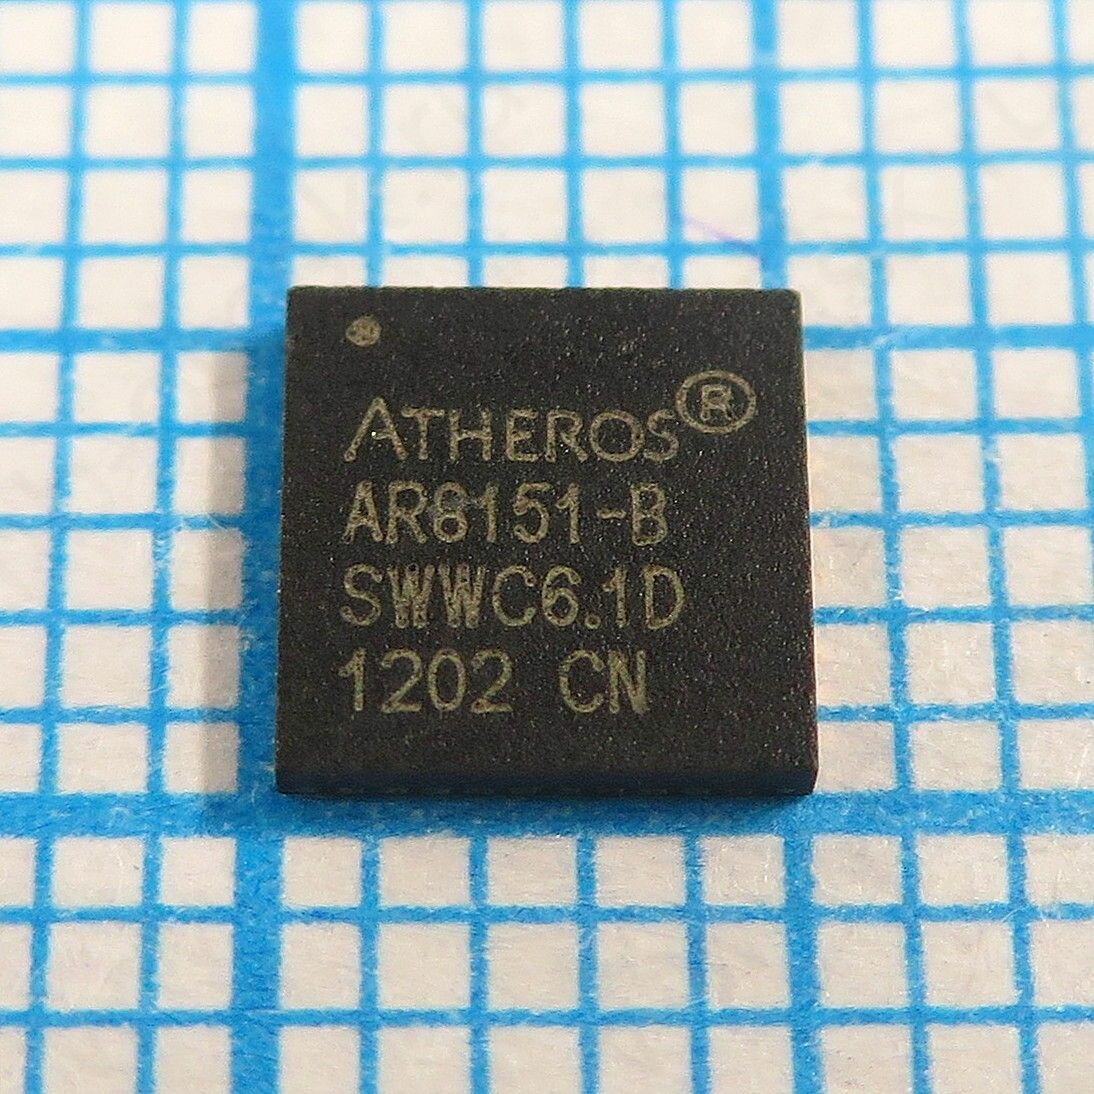 ATHEROS®
AR8151-B
SWWC6.1D
1202 CN